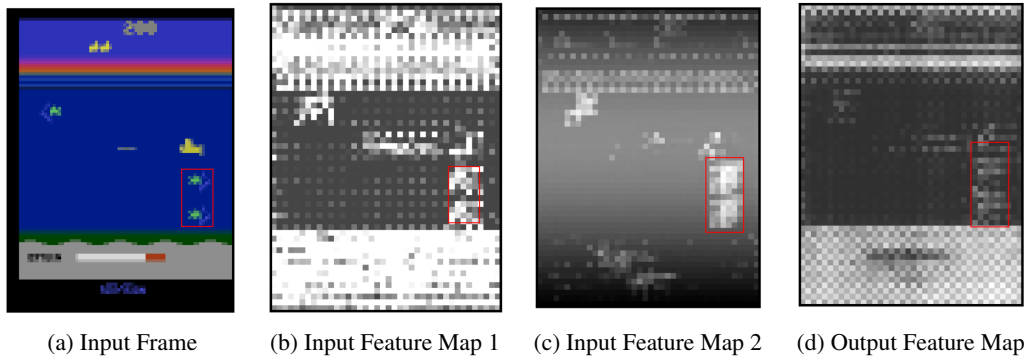 200
(a) Input Frame
(b) Input Feature Map 1
(c) Input Feature Map 2
(d) Output Feature Map